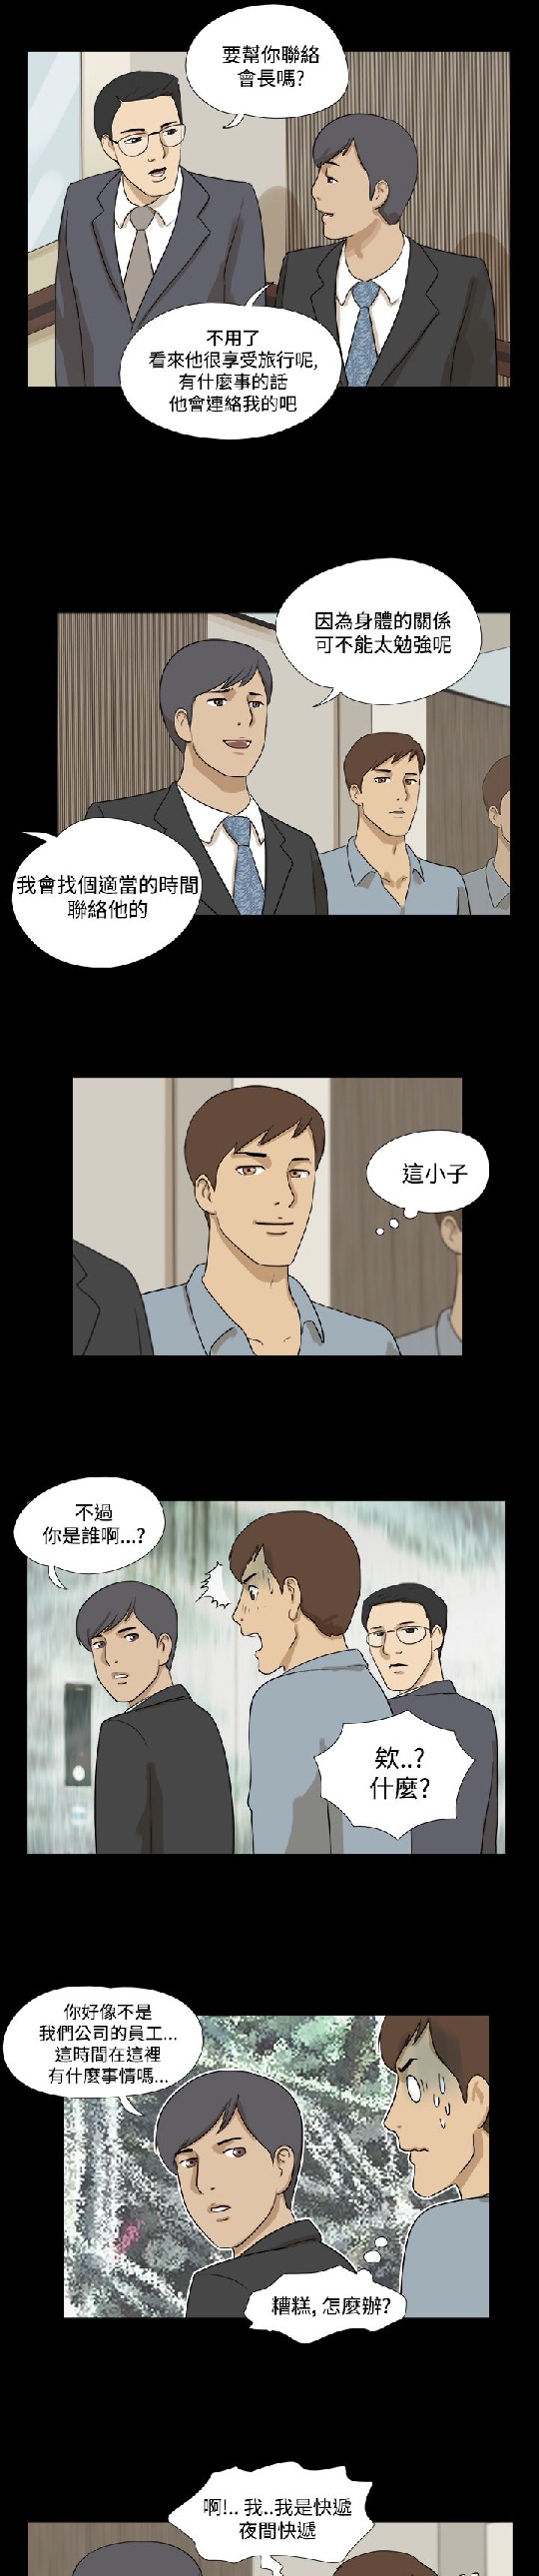 要幫你聯絡
會長嗎?
不用了
看來他很享受旅行呢,
有什麼事的話
他會連絡我的吧
因為身體的關係
可不能太勉強呢
我會找個適當的時間
聯絡他的
這小子
不過
你是誰啊...?
欸..?
什麼?
你好像不是
我們公司的員工...
這時間在這裡
有什麼事情嗎...
糟糕, 怎麼辦?
啊!.. 我..我是快遞
夜間快遞